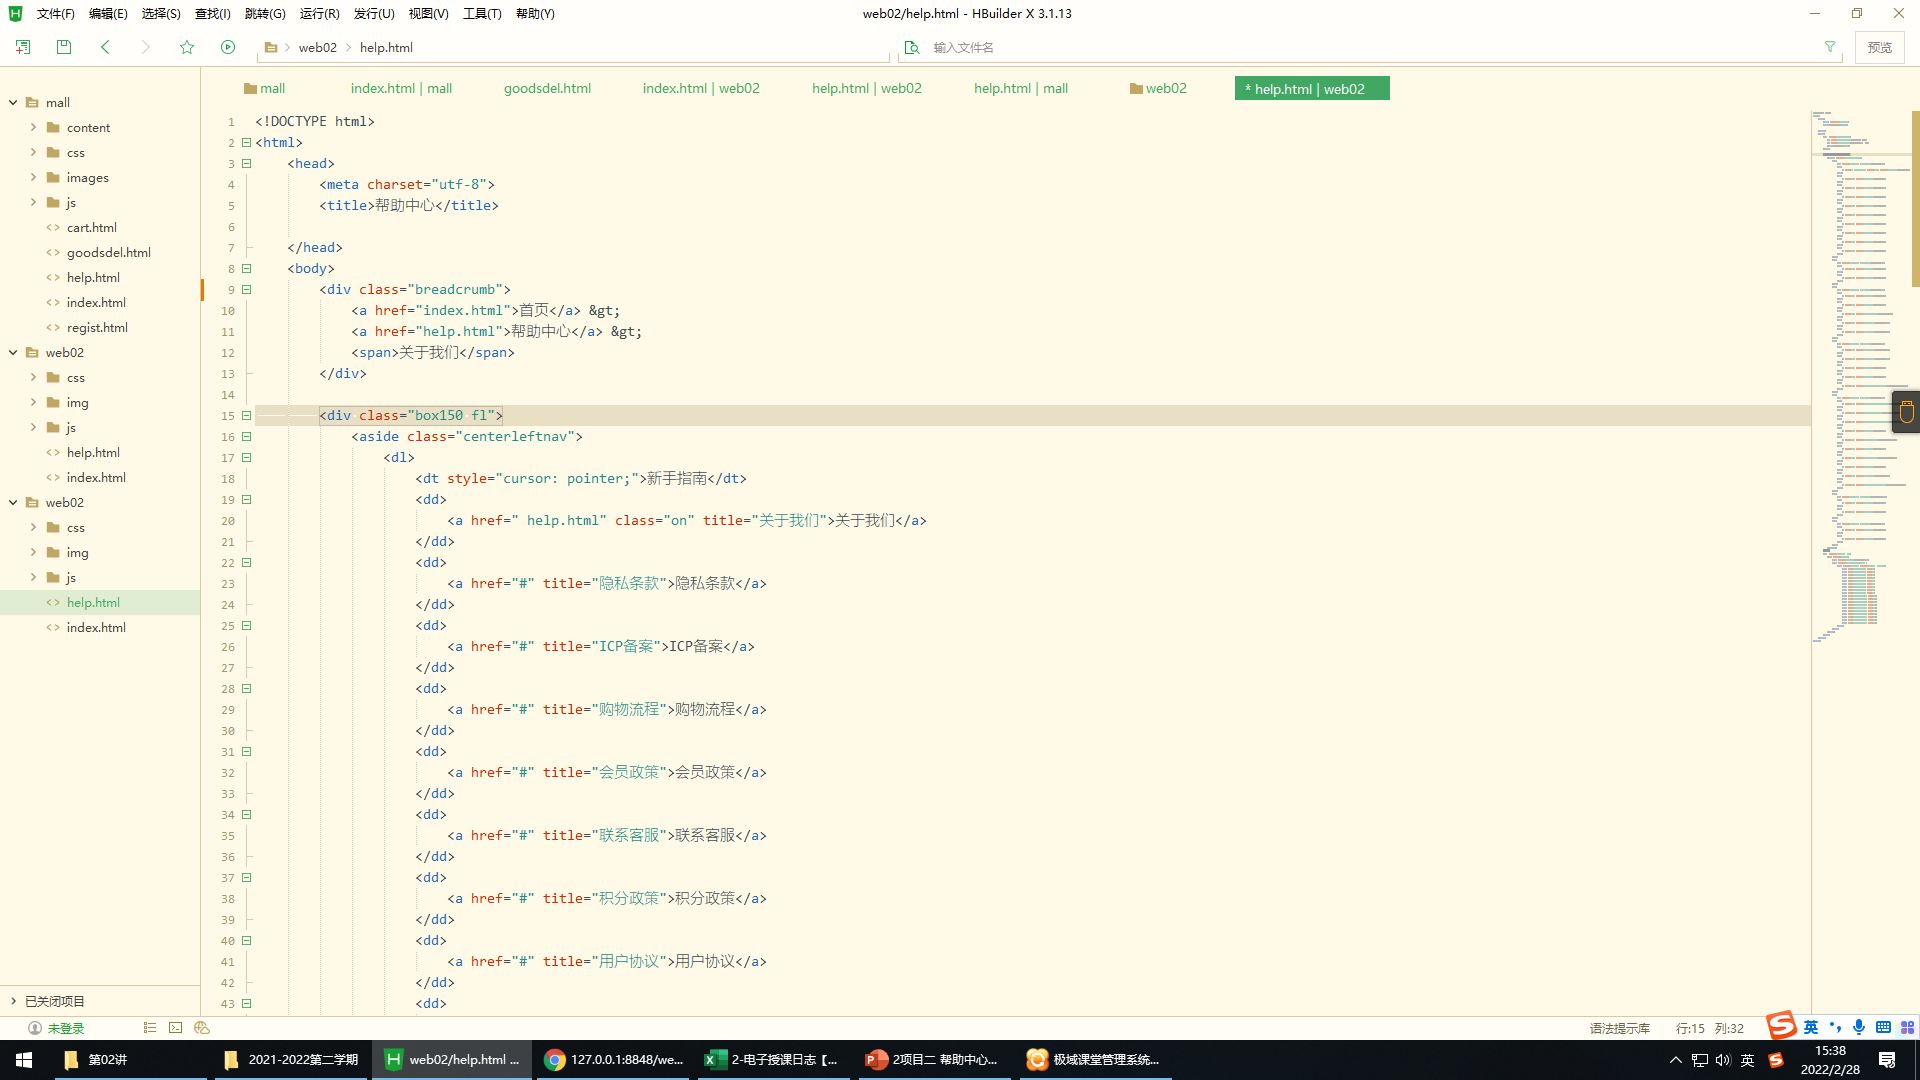 文件(F) 编辑(E) 选择(S) 查找(I) 跳转(G) 运行(R) 发行(U) 视图(V) 工具(T) 帮助(Y)
web02/help.html - HBuilder X 3.1.13
web02 help.html
输入文件名
预览
mall index.html | mall goodsdel.html index.html | web02 help.html | web02 help.html | mall web02 * help.html | web02
mall
content
css
images
js
cart.html
goodsdel.html
help.html
index.html
regist.html
web02
css
img
js
help.html
index.html
web02
css
img
js
help.html
index.html
已关闭项目
未登录
1 <!DOCTYPE html>
2 <html>
3 <head>
4 <meta charset="utf-8">
5 <title>帮助中心</title>
6
7 </head>
8 <body>
9 <div class="breadcrumb">
10 <a href="index.html">首页</a> &gt;
11 <a href="help.html">帮助中心</a> &gt;
12 <span>关于我们</span>
13 </div>
14
15 <div class="box150 fl">
16 <aside class="centerleftnav">
17 <dl>
18 <dt style="cursor: pointer;">新手指南</dt>
19 <dd>
20 <a href=" help.html" class="on" title="关于我们">关于我们</a>
21 </dd>
22 <dd>
23 <a href="#" title="隐私条款">隐私条款</a>
24 </dd>
25 <dd>
26 <a href="#" title="ICP备案">ICP备案</a>
27 </dd>
28 <dd>
29 <a href="#" title="购物流程">购物流程</a>
30 </dd>
31 <dd>
32 <a href="#" title="会员政策">会员政策</a>
33 </dd>
34 <dd>
35 <a href="#" title="联系客服">联系客服</a>
36 </dd>
37 <dd>
38 <a href="#" title="积分政策">积分政策</a>
39 </dd>
40 <dd>
41 <a href="#" title="用户协议">用户协议</a>
42 </dd>
43 <dd>
语法提示库 行:15 列:32
英
第02讲
2021-2022第二学期
web02/help.html ...
127.0.0.1:8848/we...
2-电子授课日志【...
2项目二 帮助中心...
极域课堂管理系统...
英
15:38
2022/2/28